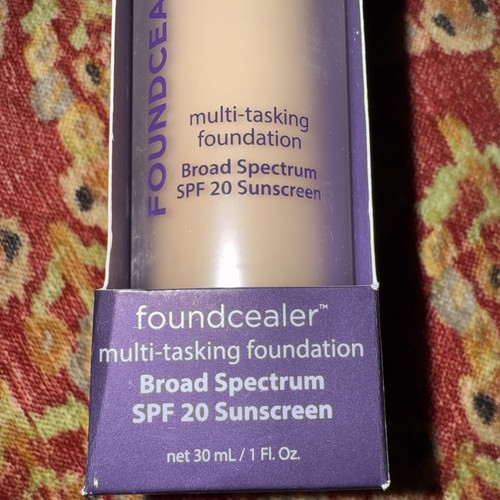 FOUNDCEA
multi-tasking
foundation
Broad Spectrum
SPF 20 Sunscreen
foundcealer™
multi-tasking foundation
Broad Spectrum
SPF 20 Sunscreen
net 30 mL / 1 Fl. Oz.